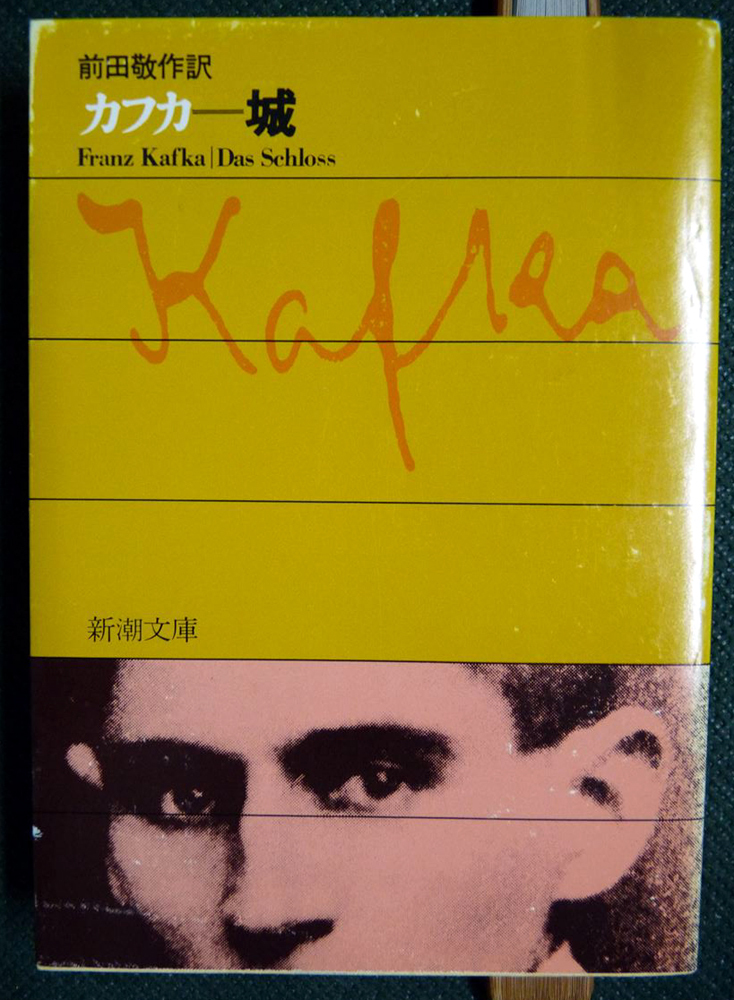 前田敬作訳
カフカ──城
Franz Kafka|Das Schloss
Kafka
新潮文庫